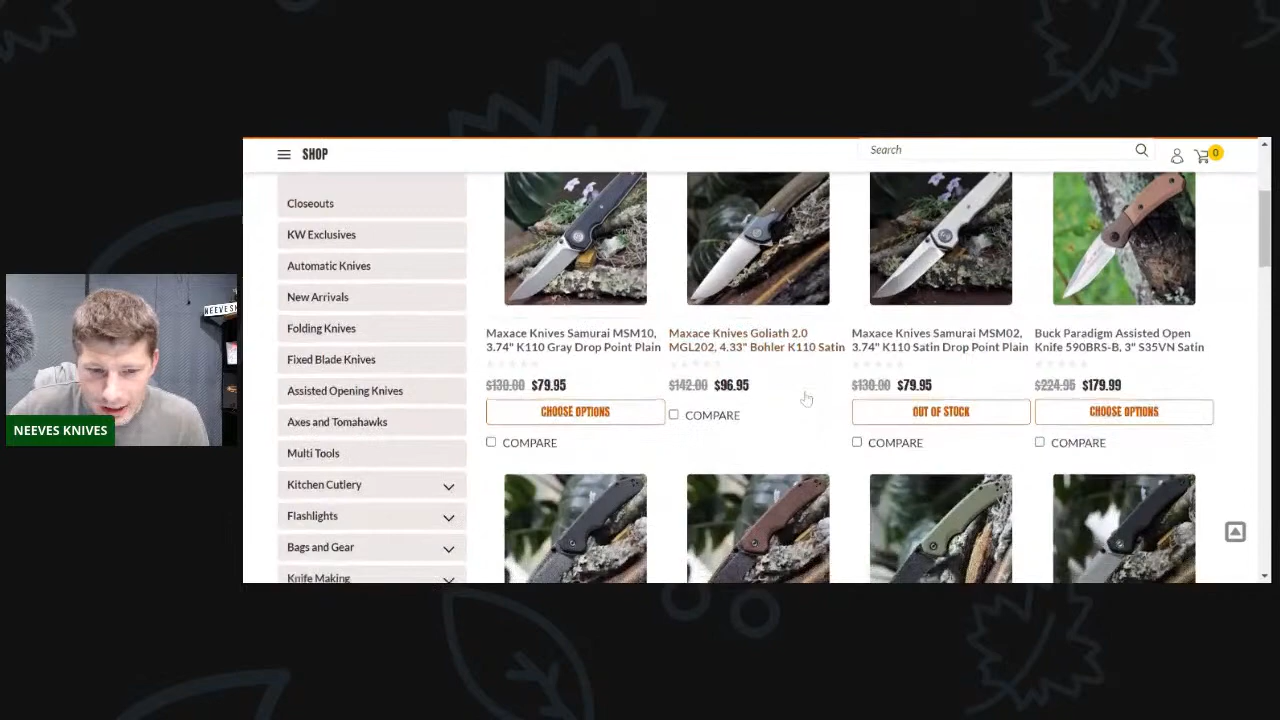 SHOP
Search
0
Closeouts
KW Exclusives
Automatic Knives
New Arrivals
Folding Knives
Fixed Blade Knives
Assisted Opening Knives
Axes and Tomahawks
Multi Tools
Kitchen Cutlery
Flashlights
Bags and Gear
Knife Making
Maxace Knives Samurai MSM10,
3.74" K110 Gray Drop Point Plain
$130.00 $79.95
CHOOSE OPTIONS
COMPARE
Maxace Knives Goliath 2.0
MGL202, 4.33" Bohler K110 Satin
$142.00 $96.95
COMPARE
Maxace Knives Samurai MSM02,
3.74" K110 Satin Drop Point Plain
$130.00 $79.95
OUT OF STOCK
COMPARE
Buck Paradigm Assisted Open
Knife 590BRS-B, 3" S35VN Satin
$224.95 $179.99
CHOOSE OPTIONS
COMPARE
NEEVES KNIVES